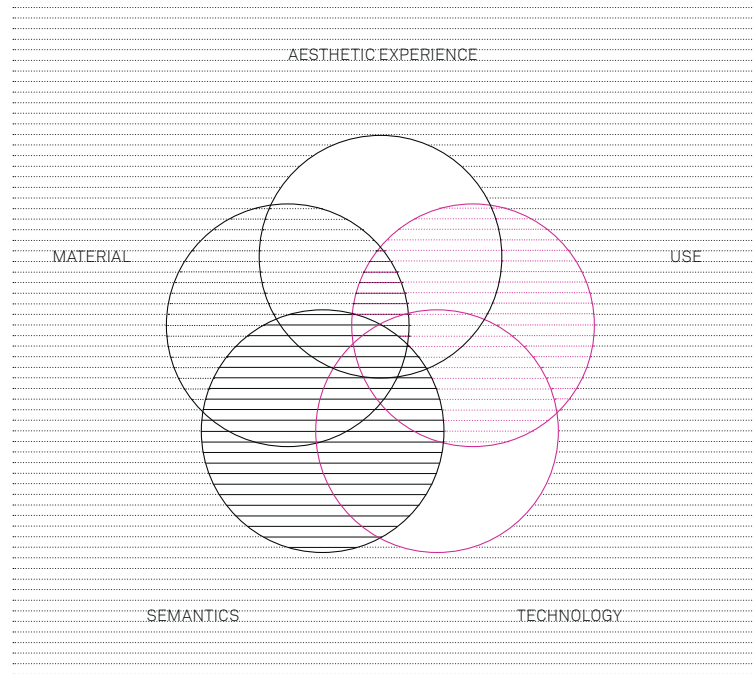 AESTHETIC EXPERIENCE
MATERIAL
USE
SEMANTICS
TECHNOLOGY